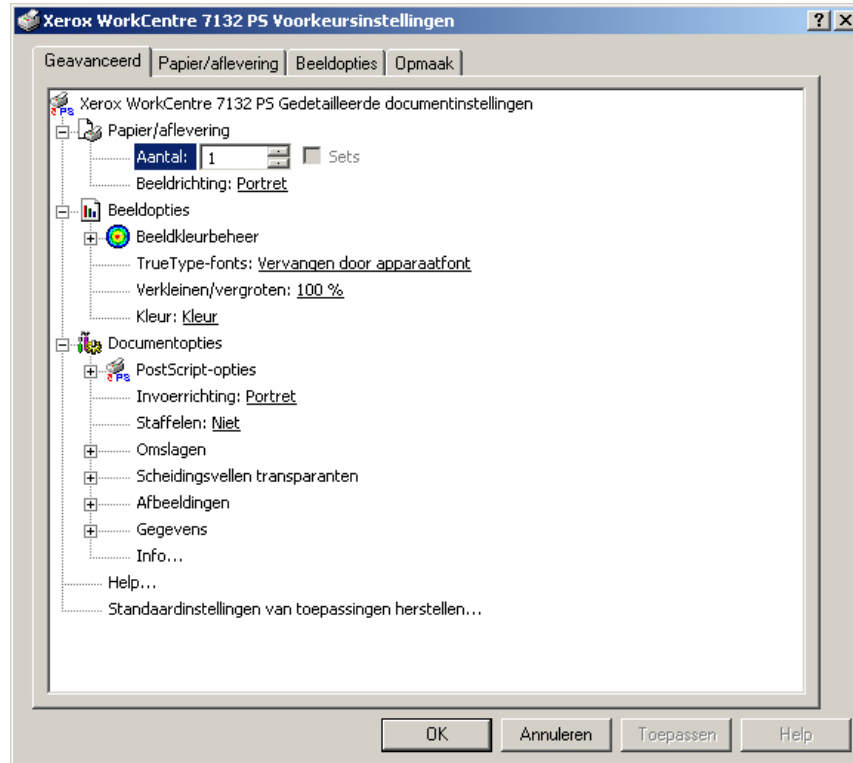 Xerox WorkCentre 7132 PS Voorkeursinstellingen
Geavanceerd Papier/aflevering Beeldopties Opmaak
Xerox WorkCentre 7132 PS Gedetailleerde documentinstellingen
Papier/aflevering
Aantal: 1 Sets
Beeldrichting: Portret
Beeldopties
Beeldkleurbeheer
TrueType-fonts: Vervangen door apparaatfont
Verkleinen/vergroten: 100 %
Kleur: Kleur
Documentopties
PostScript-opties
Invoerrichting: Portret
Staffelen: Niet
Omslagen
Scheidingsvellen transparanten
Afbeeldingen
Gegevens
Info...
Help...
Standaardinstellingen van toepassingen herstellen...
OK Annuleren Toepassen Help